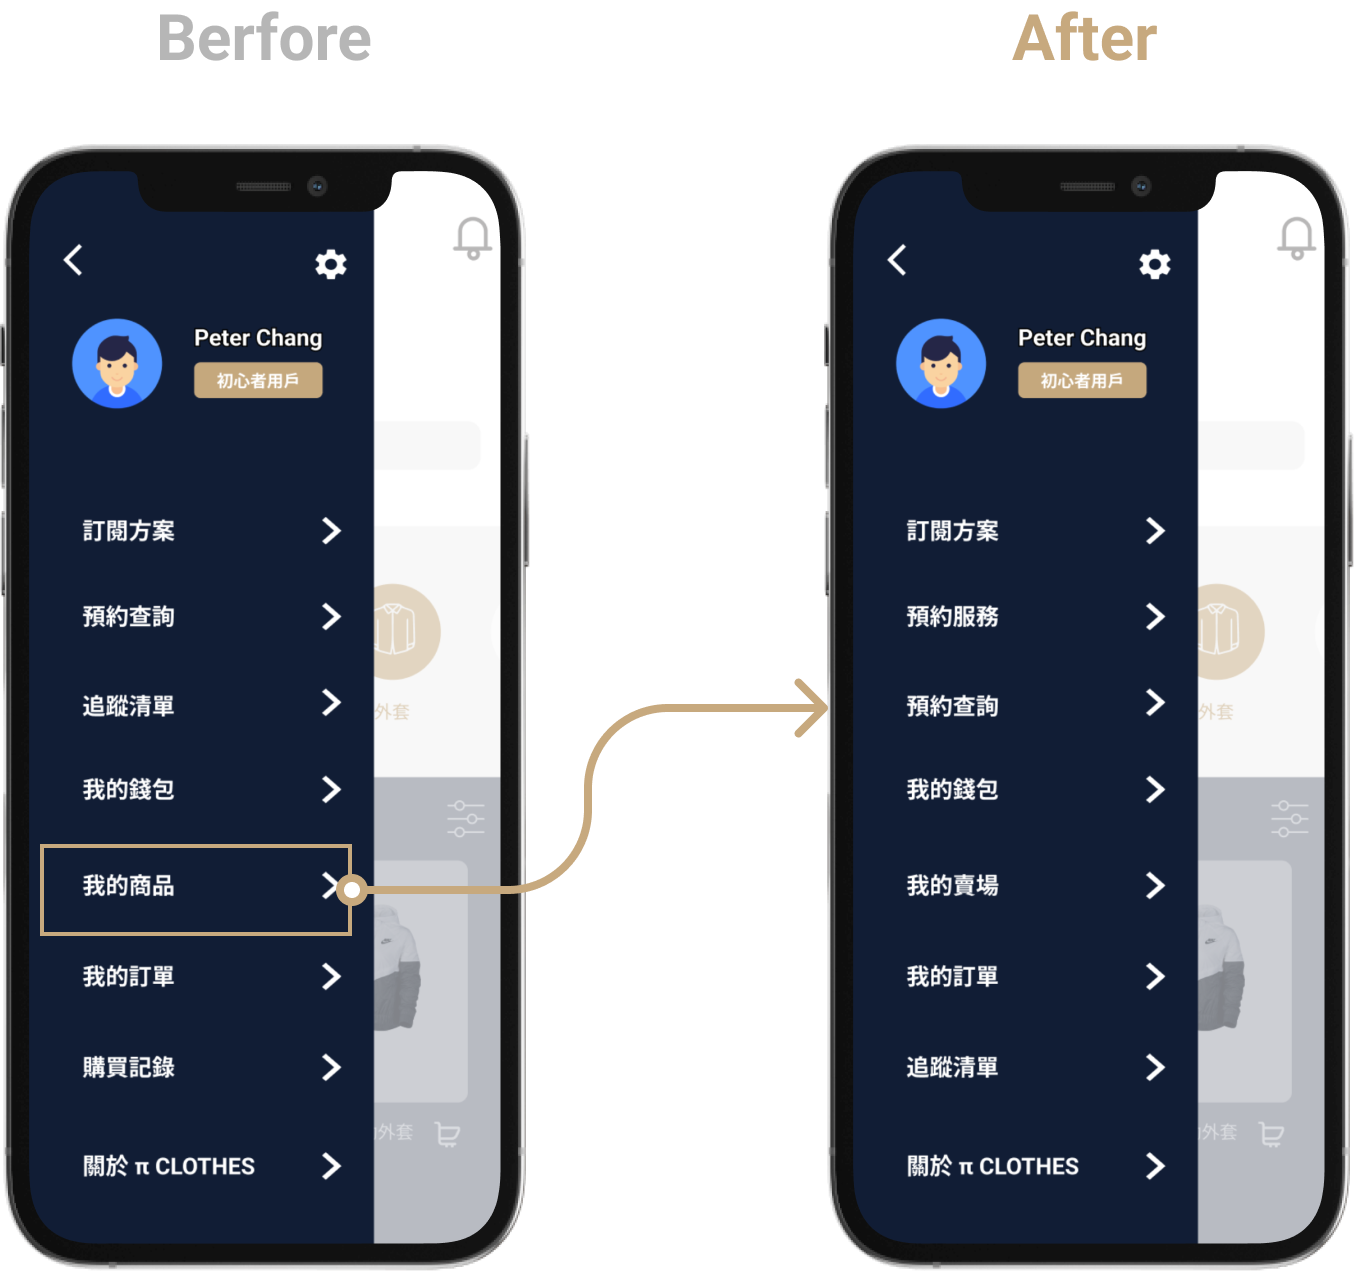 Berfore
After
Peter Chang
初心者用戶
訂閱方案
預約查詢
追蹤清單
外套
我的錢包
我的商品
我的訂單
購買記錄
外套
關於 π CLOTHES
Peter Chang
初心者用戶
訂閱方案
預約服務
預約查詢
外套
我的錢包
我的賣場
我的訂單
追蹤清單
外套
關於 π CLOTHES